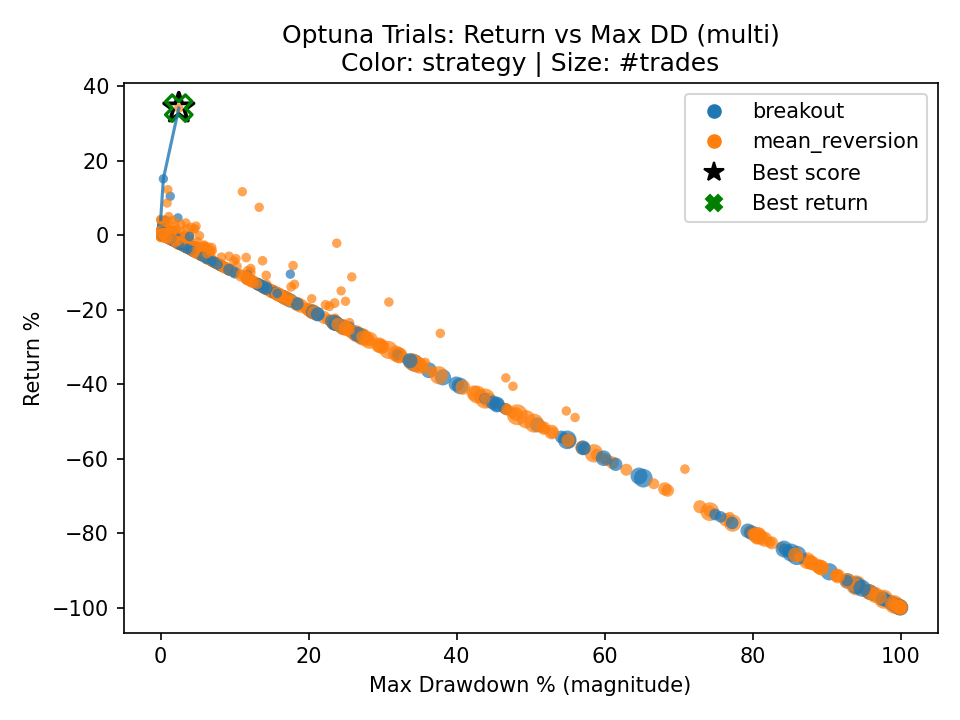 Optuna Trials: Return vs Max DD (multi)
Color: strategy | Size: #trades
breakout
mean_reversion
Best score
Best return
Return %
40
20
0
−20
−40
−60
−80
−100
0
20
40
60
80
100
Max Drawdown % (magnitude)